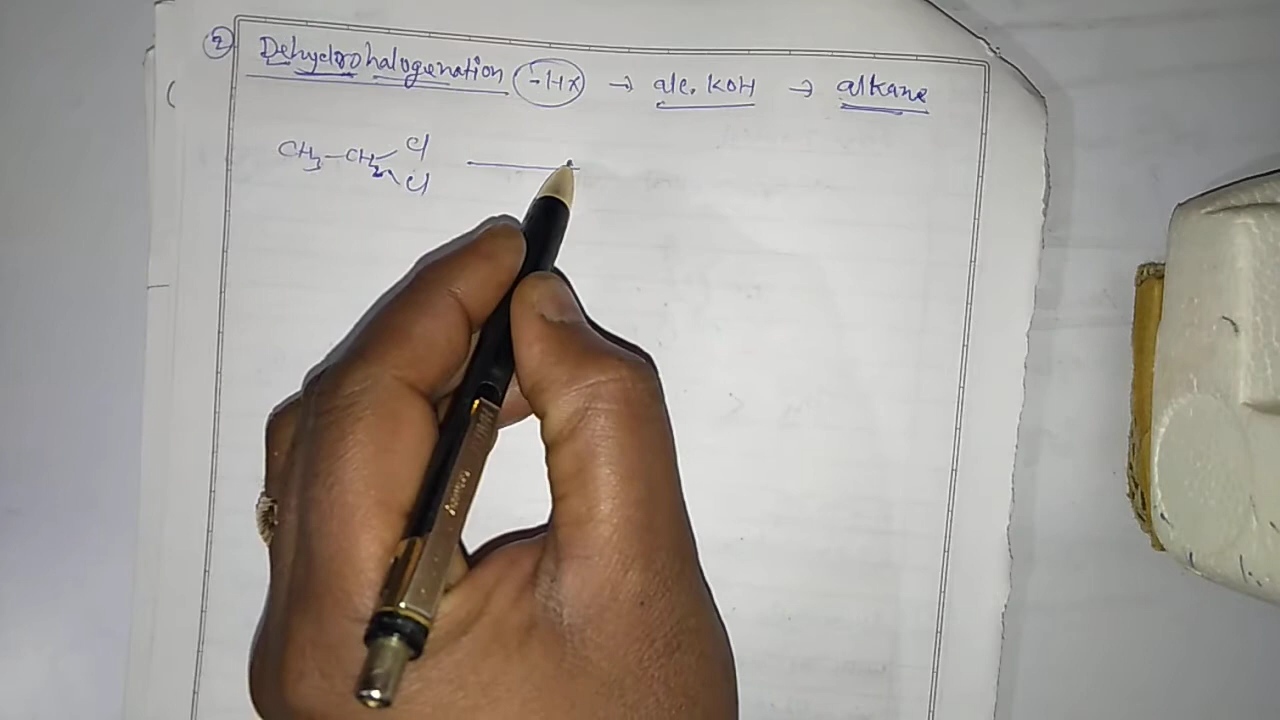 ② Dehydrohalogenation (-HX) → alc. KOH → alkane
Cl
CH3-CH2
Cl